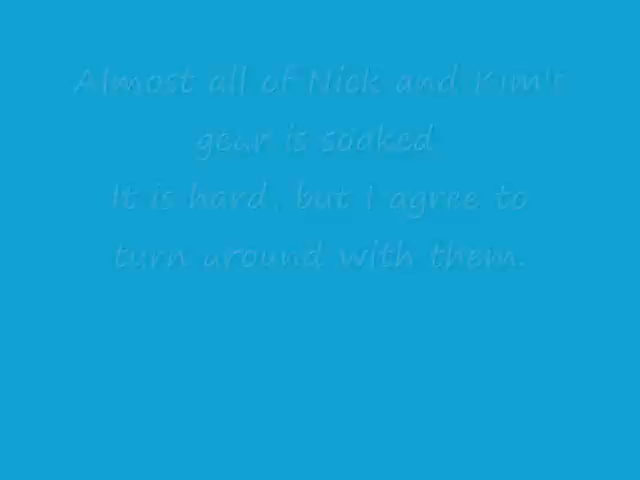 Almost all of Nick and Kim's
gear is soaked
It is hard, but I agree to
turn around with them.